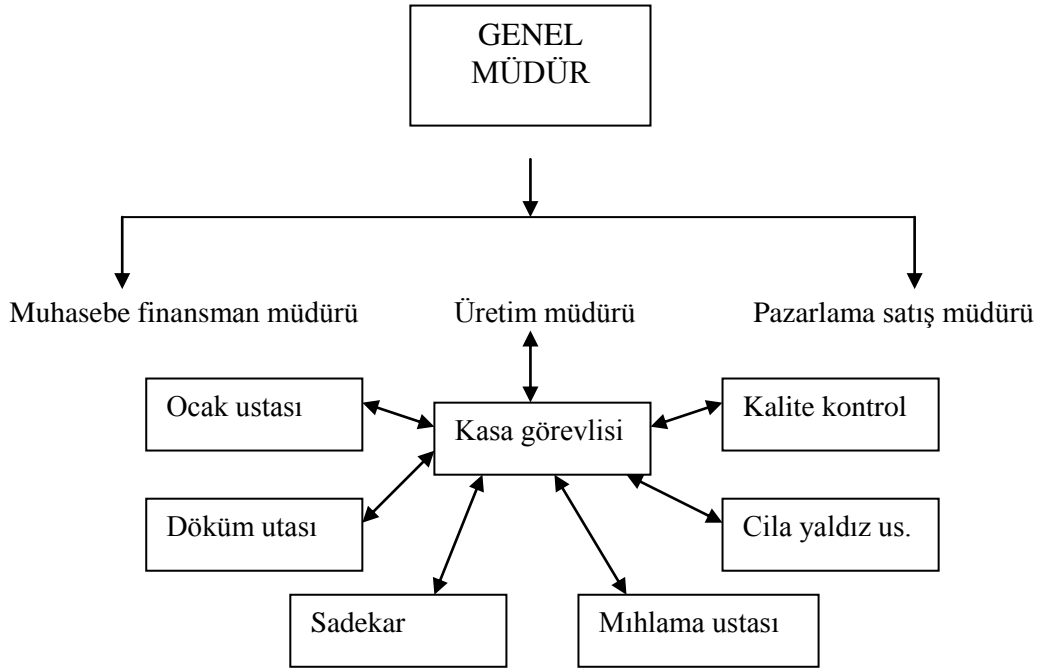 GENEL
MÜDÜR
Muhasebe finansman müdürü
Üretim müdürü
Pazarlama satış müdürü
Ocak ustası
Kasa görevlisi
Kalite kontrol
Döküm utası
Cila yaldız us.
Sadekar
Mıhlama ustası